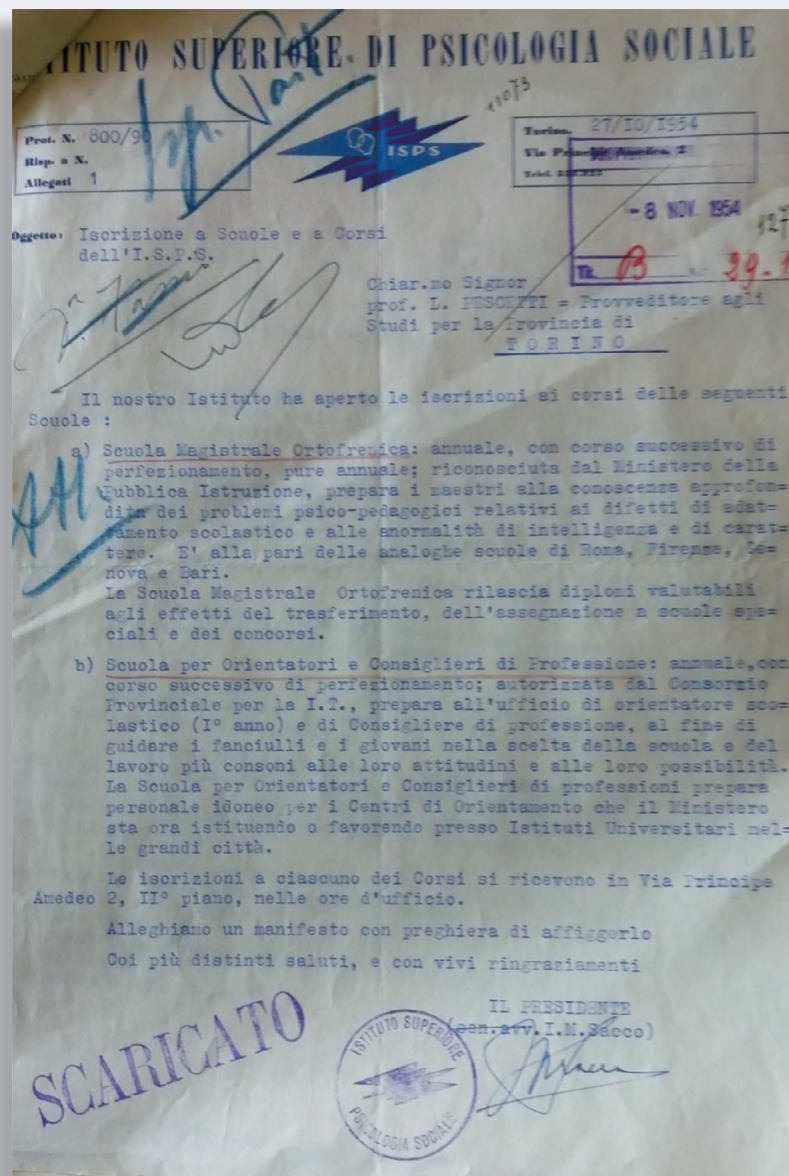 ITUTO SUPERIORE DI PSICOLOGIA SOCIALE
11073
Prot. N. 800/90
Risp. a N.
Allegati 1
ISPS
Torino, 27/IO/1954
Via Principe Amedeo, 2
Telef.
- 8 NOV. 1954
127
TIT. B 29-1
Oggetto: Iscrizione a Scuole e a Corsi
dell'I.S.P.S.
Chiar.mo Signor
prof. L. PESCETTI = Provveditore agli
Studi per la Provincia di
TORINO
Il nostro Istituto ha aperto le iscrizioni ai corsi delle seguenti
Scuole :
a) Scuola Magistrale Ortofrenica: annuale, con corso successivo di
perfezionamento, pure annuale; riconosciuta dal Ministero della
Pubblica Istruzione, prepara i maestri alla conoscenza approfon=
dita dei problemi psico-pedagogici relativi ai difetti di adat=
tamento scolastico e alle anormalità di intelligenza e di carat=
tere. E' alla pari delle analoghe scuole di Roma, Firenze, Ge=
nova e Bari.
La Scuola Magistrale Ortofrenica rilascia diplomi valutabili
agli effetti del trasferimento, dell'assegnazione a scuole spe=
ciali e dei concorsi.
b) Scuola per Orientatori e Consiglieri di Professione: annuale,con
corso successivo di perfezionamento; autorizzata dal Consorzio
Provinciale per la I.T., prepara all'ufficio di orientatore sco=
lastico (I° anno) e di Consigliere di professione, al fine di
guidare i fanciulli e i giovani nella scelta della scuola e del
lavoro più consoni alle loro attitudini e alle loro possibilità.
La Scuola per Orientatori e Consiglieri di professioni prepara
personale idoneo per i Centri di Orientamento che il Ministero
sta ora istituendo o favorendo presso Istituti Universitari nel=
le grandi città.
Le iscrizioni a ciascuno dei Corsi si ricevono in Via Principe
Amedeo 2, II° piano, nelle ore d'ufficio.
Alleghiamo un manifesto con preghiera di affiggerlo
Coi più distinti saluti, e con vivi ringraziamenti
IL PRESIDENTE
(sen.avv.I.M.Sacco)
SCARICATO
ISTITUTO SUPERIORE
PSICOLOGIA SOCIALE